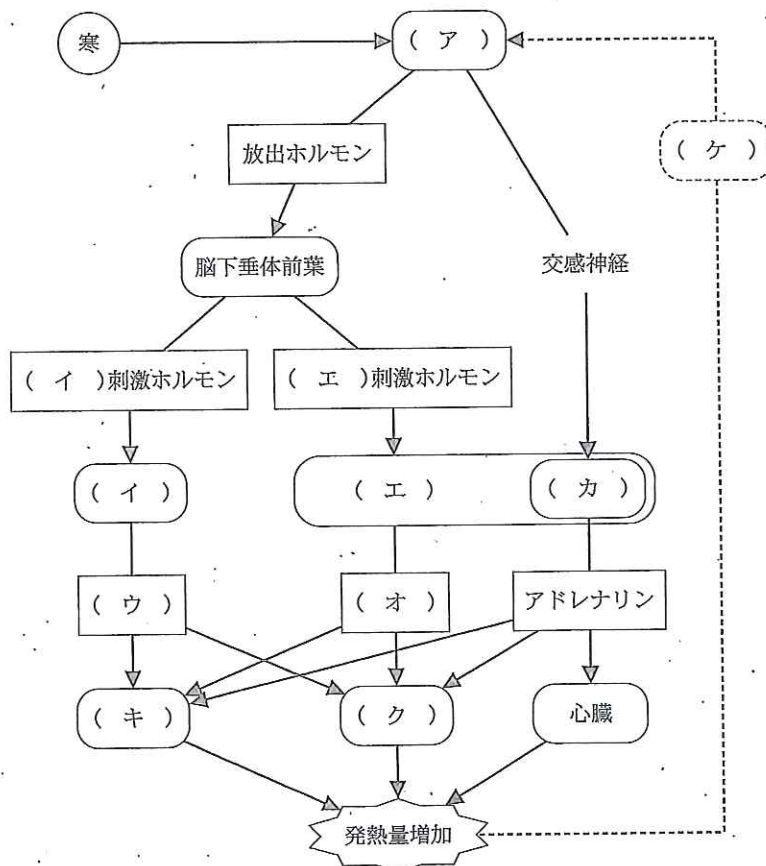 寒
( ア )
放出ホルモン
( ケ )
脳下垂体前葉
交感神経
( イ )刺激ホルモン
( エ )刺激ホルモン
( イ )
( エ )
( カ )
( ウ )
( オ )
アドレナリン
( キ )
( ク )
心臓
発熱量増加